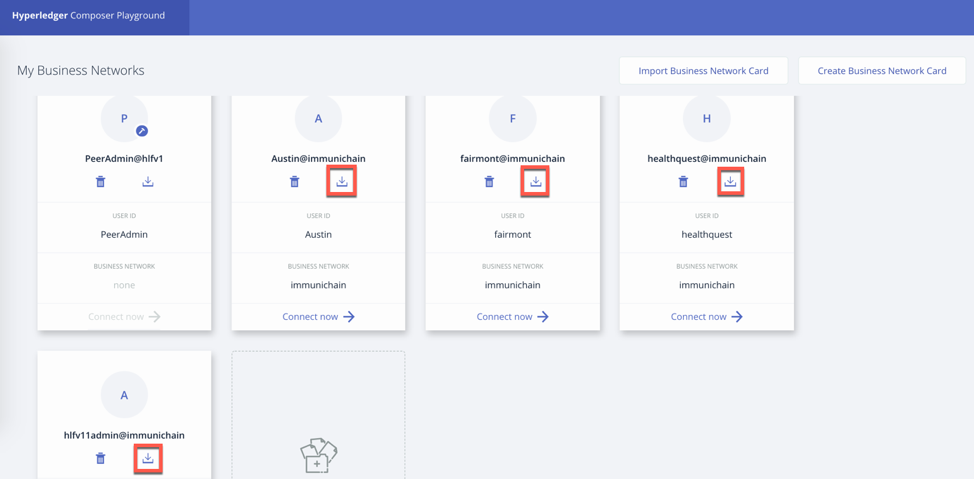 Hyperledger Composer Playground
My Business Networks
Import Business Network Card
Create Business Network Card
P
PeerAdmin@hlfv1
USER ID
PeerAdmin
BUSINESS NETWORK
none
Connect now
A
Austin@immunichain
USER ID
Austin
BUSINESS NETWORK
immunichain
Connect now
F
fairmont@immunichain
USER ID
fairmont
BUSINESS NETWORK
immunichain
Connect now
H
healthquest@immunichain
USER ID
healthquest
BUSINESS NETWORK
immunichain
Connect now
A
hlfv11admin@immunichain